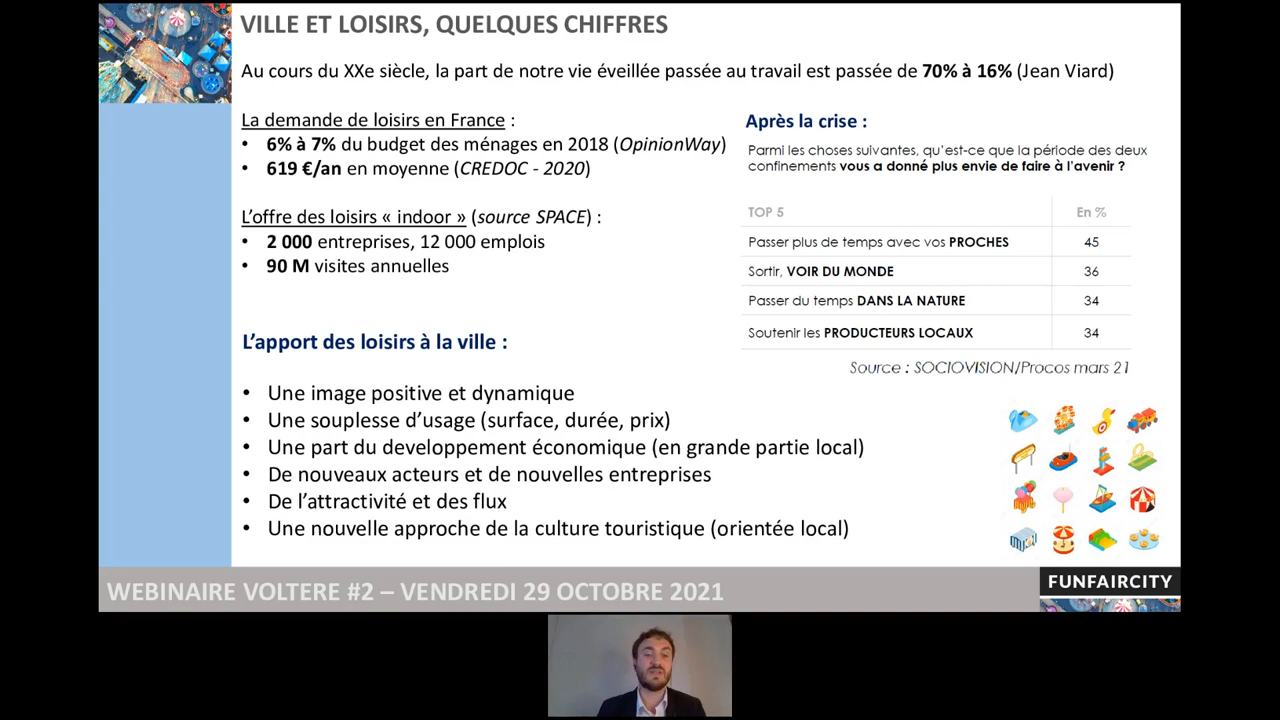 VILLE ET LOISIRS, QUELQUES CHIFFRES
Au cours du XXe siècle, la part de notre vie éveillée passée au travail est passée de 70% à 16% (Jean Viard)
La demande de loisirs en France :
• 6% à 7% du budget des ménages en 2018 (OpinionWay)
• 619 €/an en moyenne (CREDOC - 2020)
L'offre des loisirs « indoor » (source SPACE) :
• 2 000 entreprises, 12 000 emplois
• 90 M visites annuelles
Après la crise :
Parmi les choses suivantes, qu'est-ce que la période des deux
confinements vous a donné plus envie de faire à l'avenir ?
TOP 5 En %
Passer plus de temps avec vos PROCHES 45
Sortir, VOIR DU MONDE 36
Passer du temps DANS LA NATURE 34
Soutenir les PRODUCTEURS LOCAUX 34
Source : SOCIOVISION/Procos mars 21
L'apport des loisirs à la ville :
• Une image positive et dynamique
• Une souplesse d'usage (surface, durée, prix)
• Une part du developpement économique (en grande partie local)
• De nouveaux acteurs et de nouvelles entreprises
• De l'attractivité et des flux
• Une nouvelle approche de la culture touristique (orientée local)
WEBINAIRE VOLTERE #2 – VENDREDI 29 OCTOBRE 2021
FUNFAIRCITY